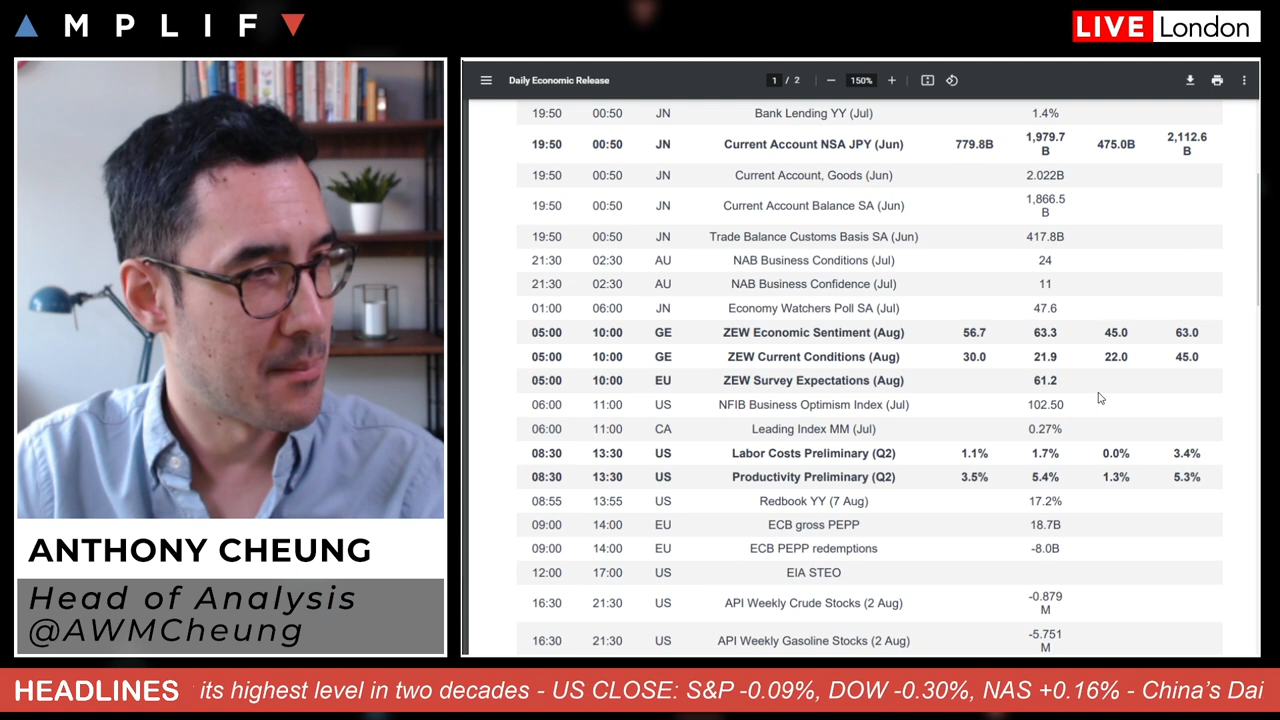 AMPLIFY
LIVE London
Daily Economic Release
1 / 2
150%
19:50 00:50 JN Bank Lending YY (Jul) 1.4%
19:50 00:50 JN Current Account NSA JPY (Jun) 779.8B 1,979.7 B 475.0B 2,112.6 B
19:50 00:50 JN Current Account, Goods (Jun) 2.022B
19:50 00:50 JN Current Account Balance SA (Jun) 1,866.5 B
19:50 00:50 JN Trade Balance Customs Basis SA (Jun) 417.8B
21:30 02:30 AU NAB Business Conditions (Jul) 24
21:30 02:30 AU NAB Business Confidence (Jul) 11
01:00 06:00 JN Economy Watchers Poll SA (Jul) 47.6
05:00 10:00 GE ZEW Economic Sentiment (Aug) 56.7 63.3 45.0 63.0
05:00 10:00 GE ZEW Current Conditions (Aug) 30.0 21.9 22.0 45.0
05:00 10:00 EU ZEW Survey Expectations (Aug) 61.2
06:00 11:00 US NFIB Business Optimism Index (Jul) 102.50
06:00 11:00 CA Leading Index MM (Jul) 0.27%
08:30 13:30 US Labor Costs Preliminary (Q2) 1.1% 1.7% 0.0% 3.4%
08:30 13:30 US Productivity Preliminary (Q2) 3.5% 5.4% 1.3% 5.3%
08:55 13:55 US Redbook YY (7 Aug) 17.2%
09:00 14:00 EU ECB gross PEPP 18.7B
09:00 14:00 EU ECB PEPP redemptions -8.0B
12:00 17:00 US EIA STEO
16:30 21:30 US API Weekly Crude Stocks (2 Aug) -0.879 M
16:30 21:30 US API Weekly Gasoline Stocks (2 Aug) -5.751 M
ANTHONY CHEUNG
Head of Analysis
@AWMCheung
HEADLINES its highest level in two decades - US CLOSE: S&P -0.09%, DOW -0.30%, NAS +0.16% - China's Dai